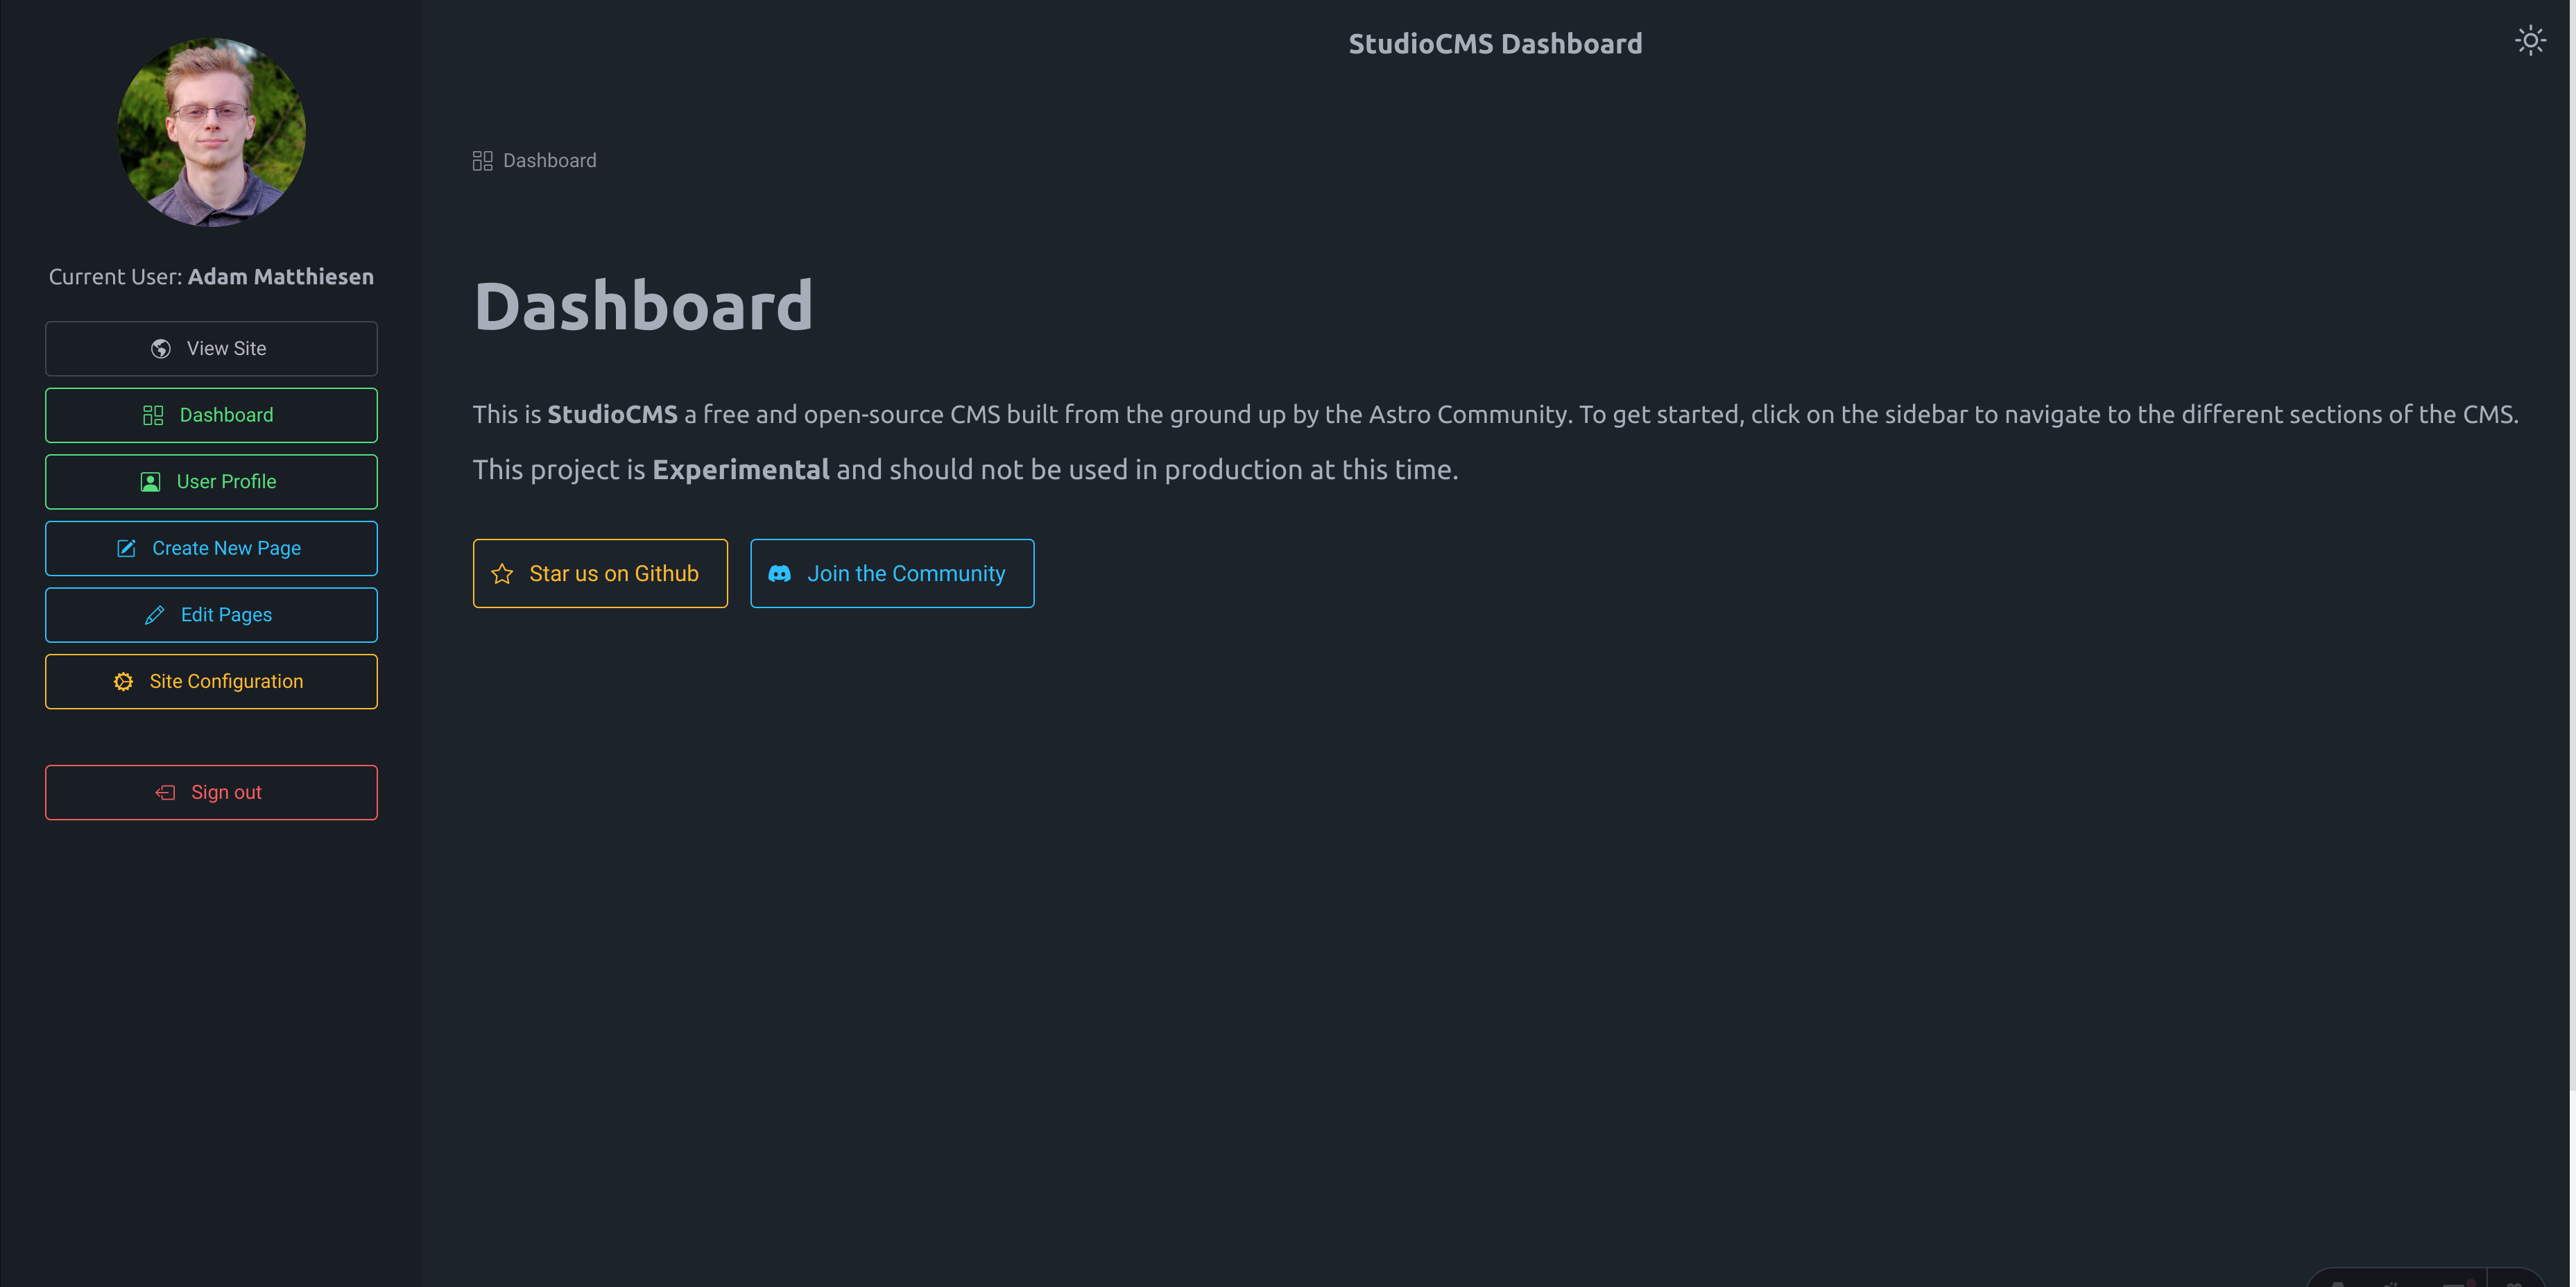 StudioCMS Dashboard
Current User: Adam Matthiesen
View Site
Dashboard
User Profile
Create New Page
Edit Pages
Site Configuration
Sign out
Dashboard
Dashboard
This is StudioCMS a free and open-source CMS built from the ground up by the Astro Community. To get started, click on the sidebar to navigate to the different sections of the CMS.
This project is Experimental and should not be used in production at this time.
Star us on Github
Join the Community